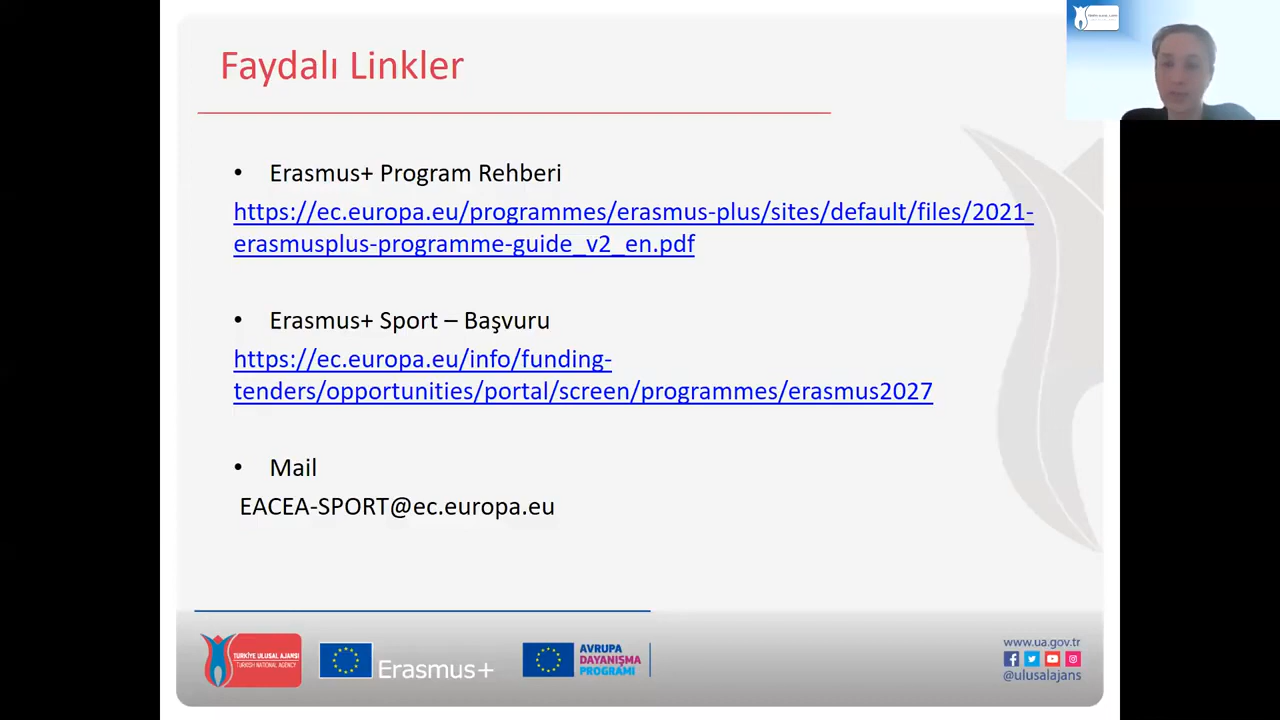 Faydalı Linkler
• Erasmus+ Program Rehberi
https://ec.europa.eu/programmes/erasmus-plus/sites/default/files/2021-
erasmusplus-programme-guide_v2_en.pdf
• Erasmus+ Sport – Başvuru
https://ec.europa.eu/info/funding-
tenders/opportunities/portal/screen/programmes/erasmus2027
• Mail
EACEA-SPORT@ec.europa.eu
TÜRKİYE ULUSAL AJANSI
TURKISH NATIONAL AGENCY
Erasmus+
AVRUPA
DAYANIŞMA
PROGRAMI
www.ua.gov.tr
@ulusalajans